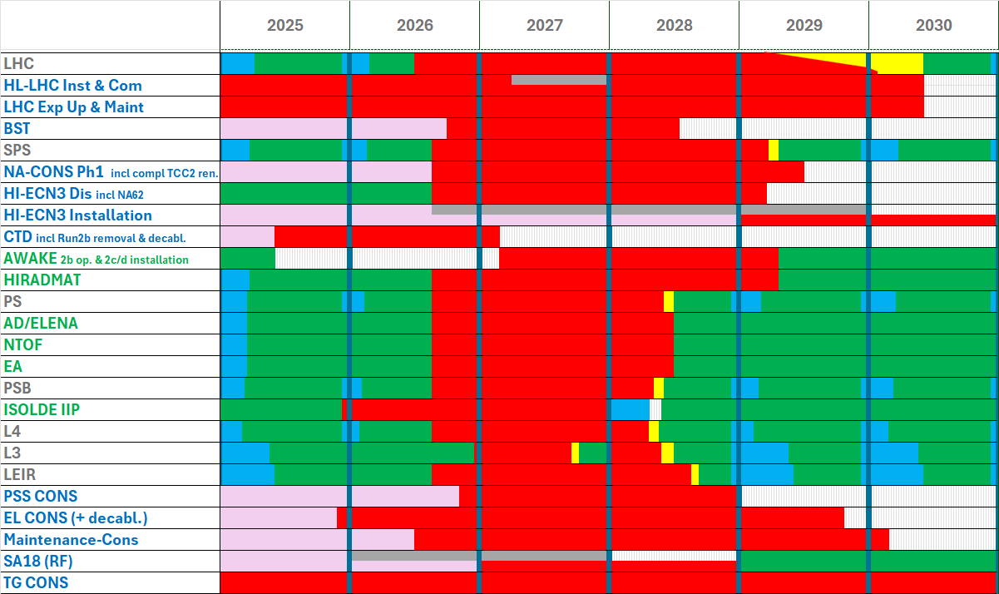 2025 2026 2027 2028 2029 2030
LHC
HL-LHC Inst & Com
LHC Exp Up & Maint
BST
SPS
NA-CONS Ph1 incl compl TCC2 ren.
HI-ECN3 Dis incl NA62
HI-ECN3 Installation
CTD incl Run2b removal & decabl.
AWAKE 2b op. & 2c/d installation
HIRADMAT
PS
AD/ELENA
NTOF
EA
PSB
ISOLDE IIP
L4
L3
LEIR
PSS CONS
EL CONS (+ decabl.)
Maintenance-Cons
SA18 (RF)
TG CONS